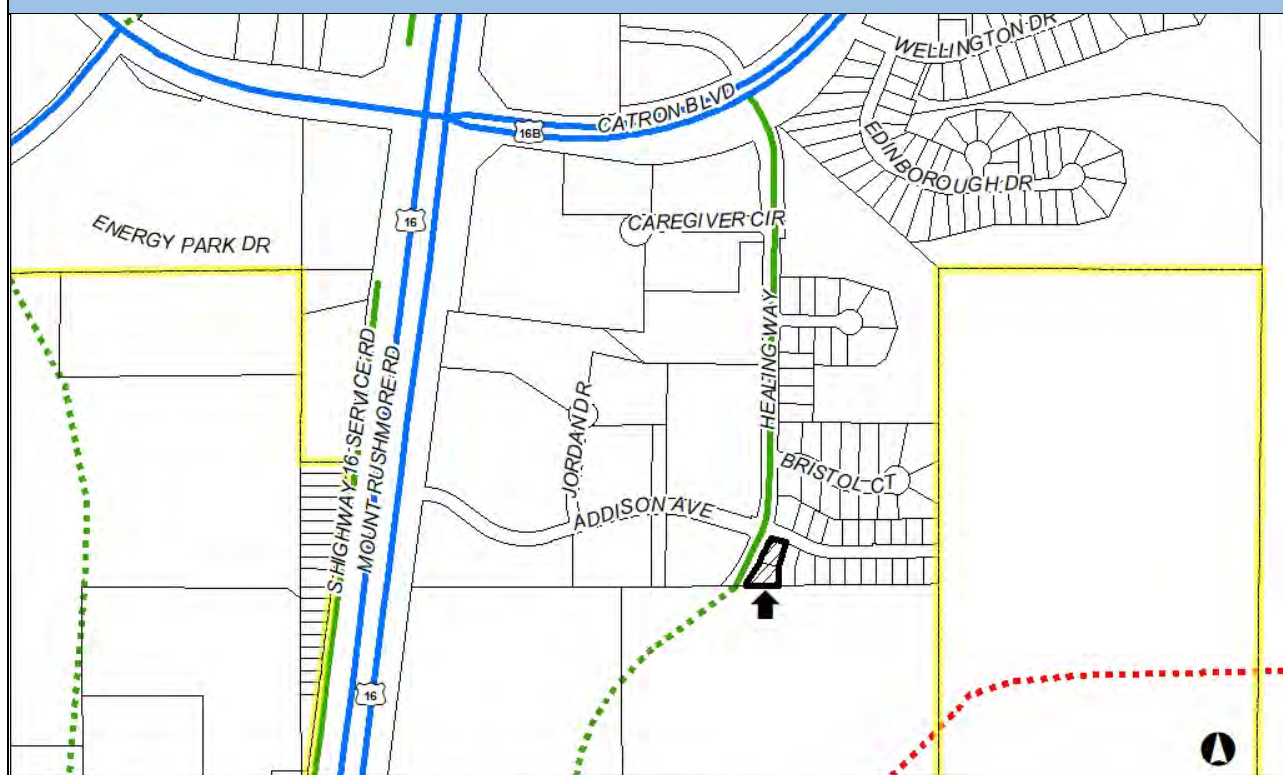 WELLINGTON DR
CATRON BLVD
16B
EDINBOROUGH DR
16
CAREGIVER CIR
ENERGY PARK DR
HEALING WAY
S HIGHWAY 16 SERVICE RD
MOUNT RUSHMORE RD
JORDAN DR
BRISTOL CT
ADDISON AVE
16